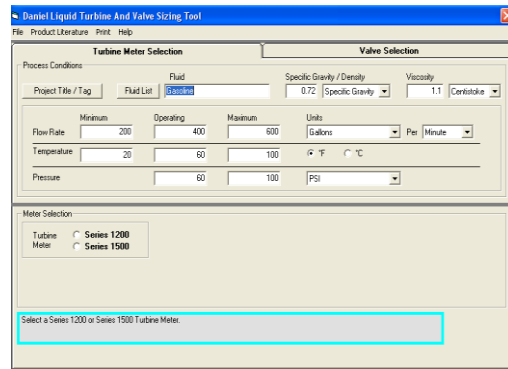 Daniel Liquid Turbine And Valve Sizing Tool
File Product Literature Print Help
Turbine Meter Selection Valve Selection
Process Conditions
Fluid Specific Gravity / Density Viscosity
Project Title / Tag Fluid List Gasoline 0.72 Specific Gravity 1.1 Centistoke
Minimum Operating Maximum Units
Flow Rate 200 400 600 Gallons Per Minute
Temperature 20 60 100 °F °C
Pressure 60 100 PSI
Meter Selection
Turbine Meter Series 1200
Series 1500
Select a Series 1200 or Series 1500 Turbine Meter.